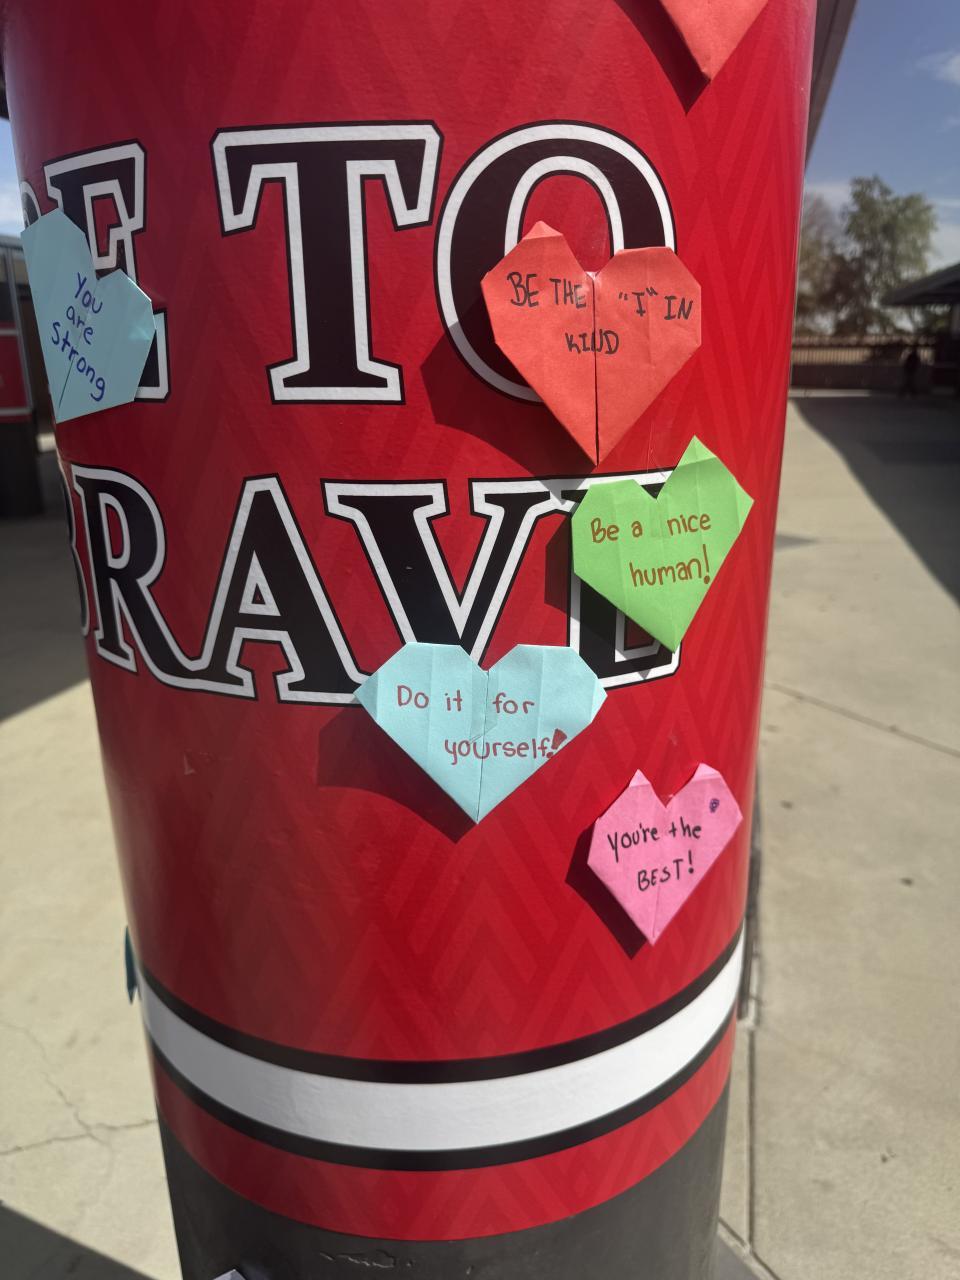 E TO
BRAVE
You
are
strong
BE THE "I" IN
KIND
Be a nice
human!
Do it for
yourself!
You're the
BEST!